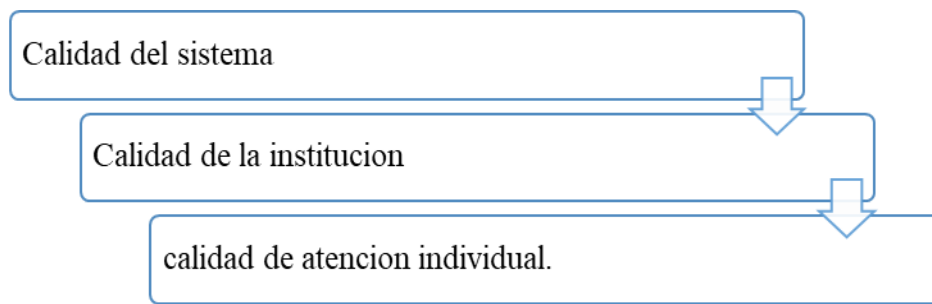 Calidad del sistema
Calidad de la institucion
calidad de atencion individual.